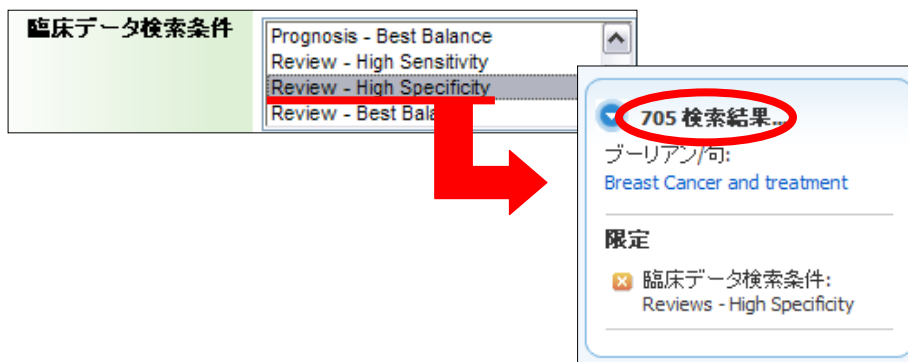 臨床データ検索条件
Prognosis - Best Balance
Review - High Sensitivity
Review - High Specificity
Review - Best
705 検索結果...
ブーリアン/句:
Breast Cancer and treatment
限定
臨床データ検索条件:
Reviews - High Specificity